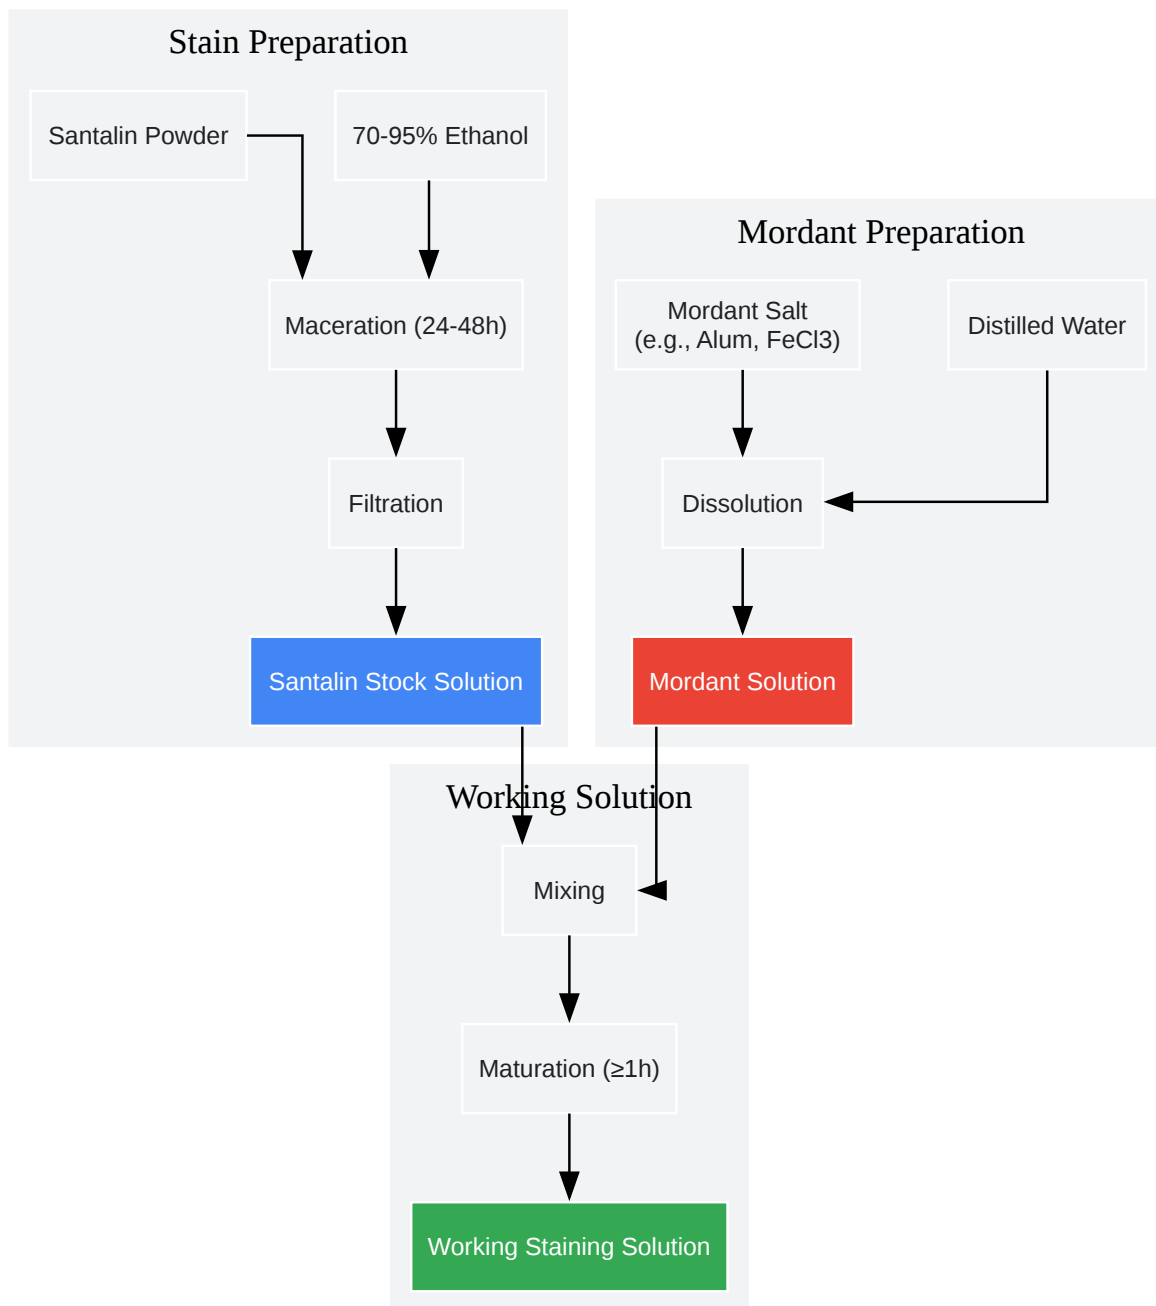 Stain Preparation
Santalin Powder
70-95% Ethanol
Maceration (24-48h)
Filtration
Santalin Stock Solution
Mordant Preparation
Mordant Salt
(e.g., Alum, FeCl3)
Distilled Water
Dissolution
Mordant Solution
Working Solution
Mixing
Maturation (≥1h)
Working Staining Solution